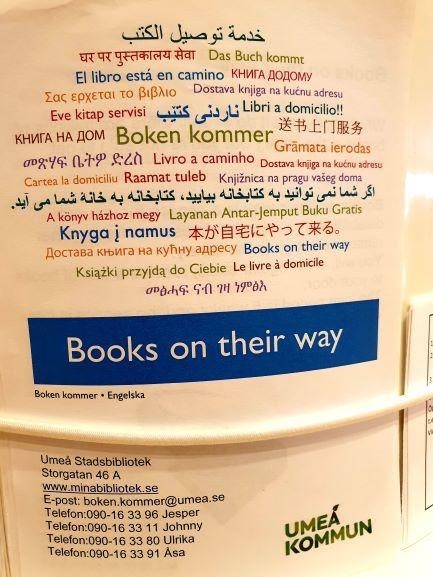 خدمة توصيل الكتب
घर पर पुस्तकालय सेवा Das Buch kommt
El libro está en camino КНИГА ДОДОМУ
Σας ερχεται το βιβλιο Dostava knjiga na kućnu adresu
Eve kitap servisi ناردنی کتێب Libri a domicilio!!
КНИГА НА ДОМ Boken kommer 送书上门服务
Grāmata ierodas
መጽሃፍ ቤትዎ ድረስ Livro a caminho Dostava knjiga na kućnu adresu
Cartea la domiciliu Raamat tuleb Knjižnica na pragu vašeg doma
اگر شما نمی توانید به کتابخانه بیایید، کتابخانه به خانهٔ شما می آید.
A könyv házhoz megy Layanan Antar-Jemput Buku Gratis
Knyga į namus 本が自宅にやって来る。
Достава књига на кућну адресу Books on their way
Książki przyjdą do Ciebie Le livre à domicile
መፅሓፍ ናብ ገዛ ነምፅእ
Books on their way
Boken kommer • Engelska
Umeå Stadsbibliotek
Storgatan 46 A
www.minabibliotek.se
E-post: boken.kommer@umea.se
Telefon:090-16 33 96 Jesper
Telefon:090-16 33 11 Johnny
Telefon:090-16 33 80 Ulrika
Telefon:090-16 33 91 Åsa
UMEÅ
KOMMUN